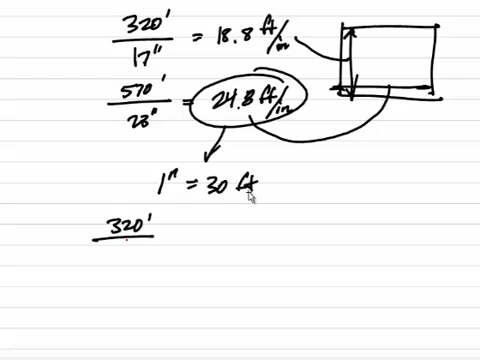 320' / 17" = 18.8 ft/in
570' / 23" = 24.8 ft/in
1" = 30 ft
320'